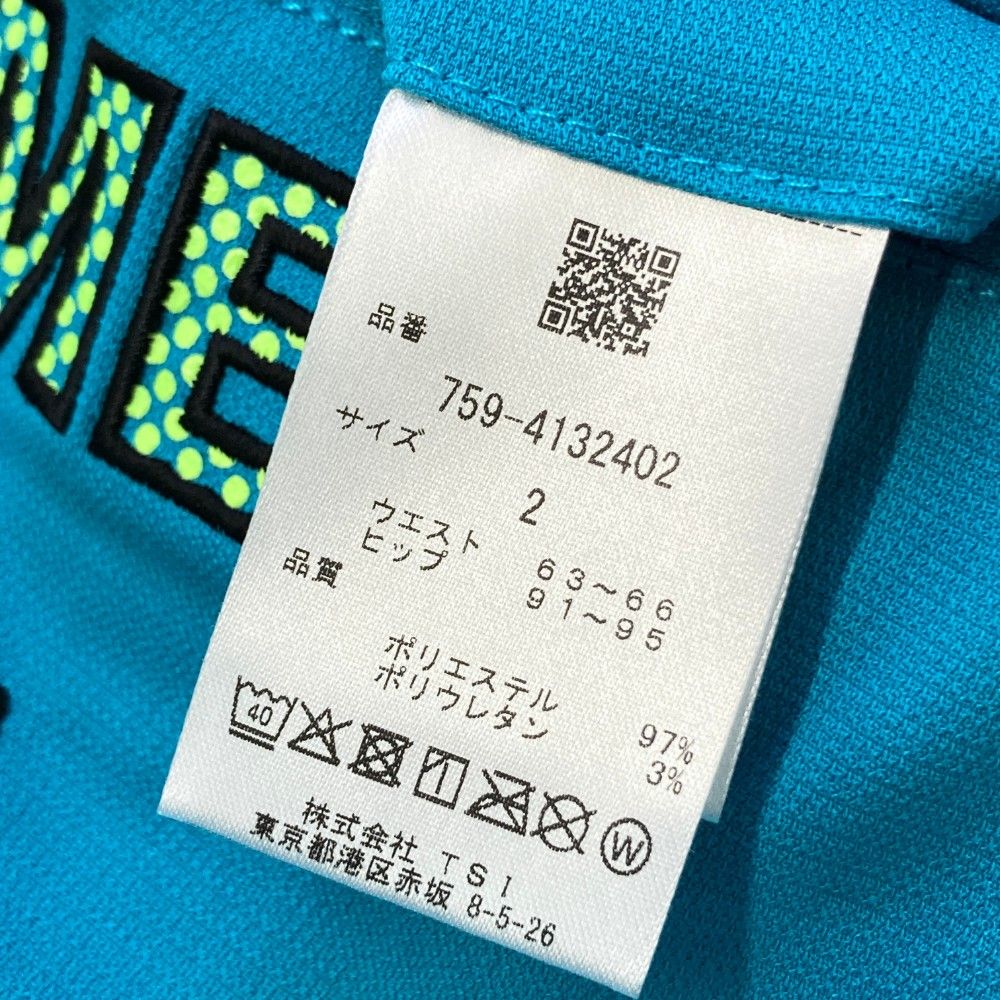 ME
品番
759-4132402
サイズ
2
ウエスト 63～66
ヒップ 91～95
品質
ポリエステル 97%
ポリウレタン 3%
40
W
株式会社 TSI
東京都港区赤坂 8-5-26